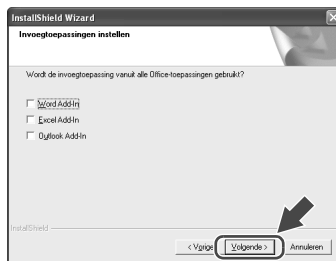 InstallShield Wizard
Invoegtoepassingen instellen
Wordt de invoegtoepassing vanuit alle Office-toepassingen gebruikt?
Word Add-In
Excel Add-In
Outlook Add-In
InstallShield
< Vorige Volgende > Annuleren